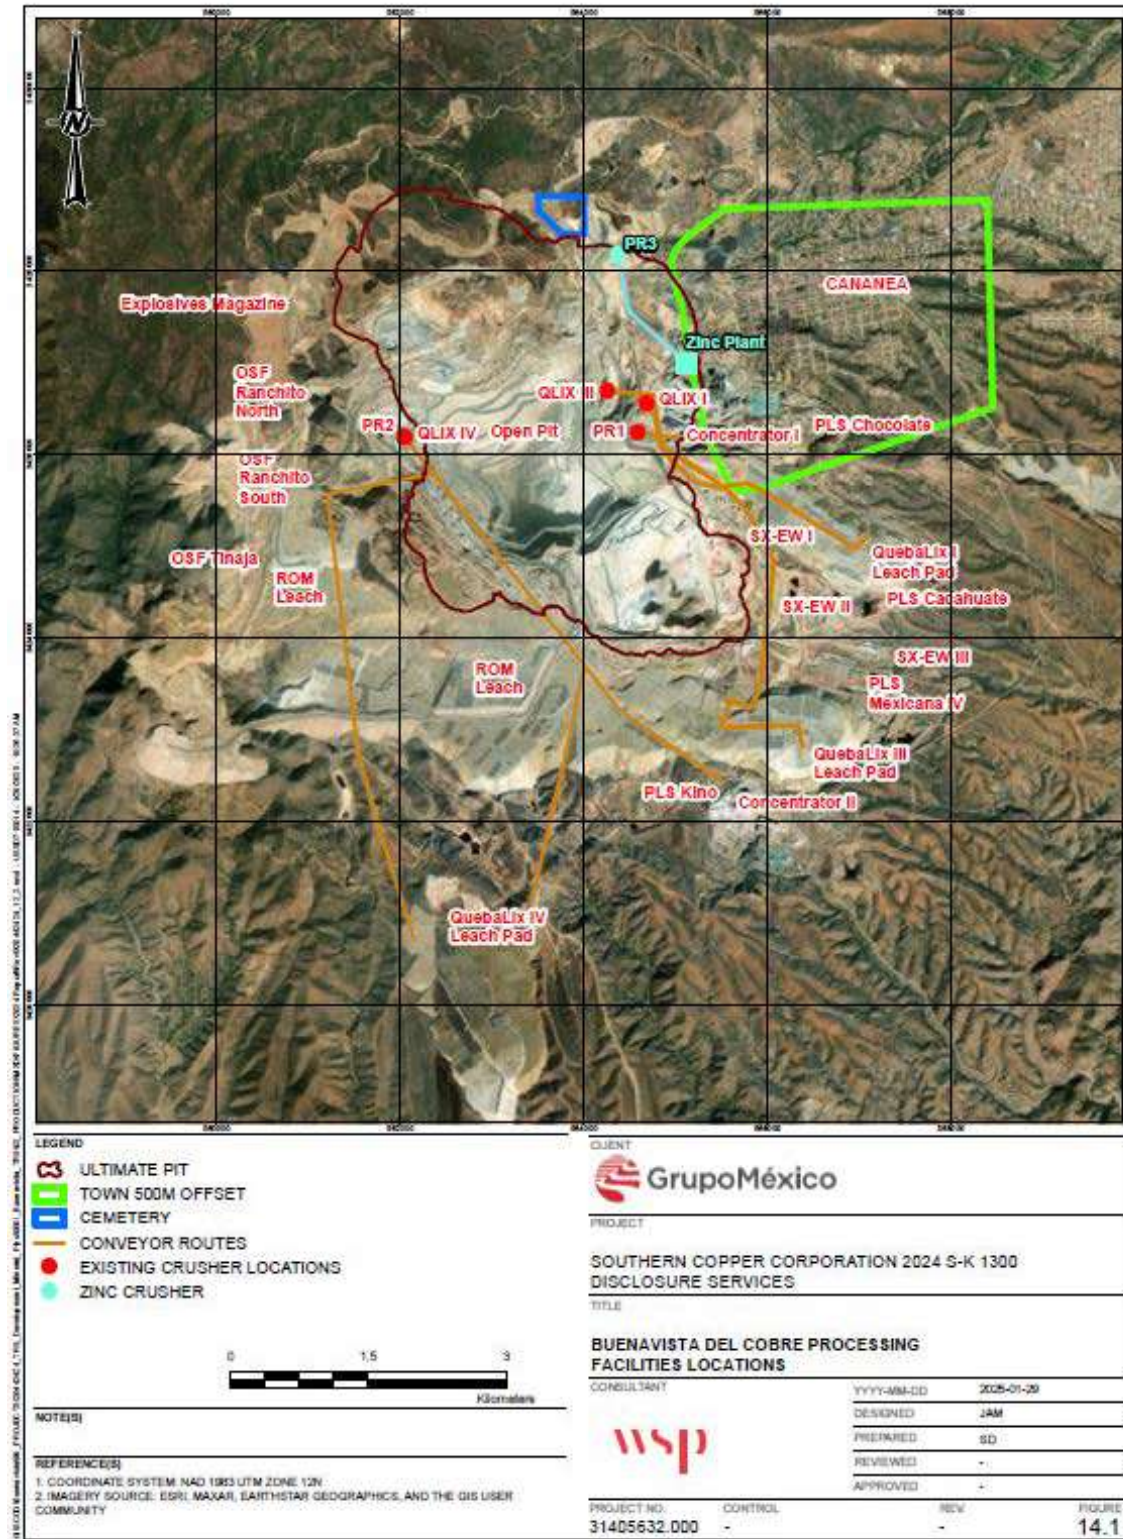 N
PR3
CANANEA
Explosives Magazine
Zinc Plant
OSF
Ranchito
North
QLIX III
QLIX I
PR2
QLIX IV
Open Pit
PR1
Concentrator I
PLS Chocolate
OSF
Ranchito
South
SX-EW I
OSF Tinaja
QuebaLix I
Leach Pad
ROM
Leach
SX-EW II
PLS Cacahuate
SX-EW III
ROM
Leach
PLS
Mexicana IV
QuebaLix III
Leach Pad
PLS Kino
Concentrator II
QuebaLix IV
Leach Pad
LEGEND
ULTIMATE PIT
TOWN 500M OFFSET
CEMETERY
CONVEYOR ROUTES
EXISTING CRUSHER LOCATIONS
ZINC CRUSHER
0 1.5 3
Kilometers
NOTE(S)
REFERENCE(S)
1. COORDINATE SYSTEM: NAD 1983 UTM ZONE 12N
2. IMAGERY SOURCE: ESRI, MAXAR, EARTHSTAR GEOGRAPHICS, AND THE GIS USER
COMMUNITY
CLIENT
GrupoMéxico
PROJECT
SOUTHERN COPPER CORPORATION 2024 S-K 1300
DISCLOSURE SERVICES
TITLE
BUENAVISTA DEL COBRE PROCESSING
FACILITIES LOCATIONS
CONSULTANT
wsp
YYYY-MM-DD 2025-01-29
DESIGNED JAM
PREPARED SD
REVIEWED -
APPROVED -
PROJECT NO. CONTROL REV. FIGURE
31405632.000 - - 14.1